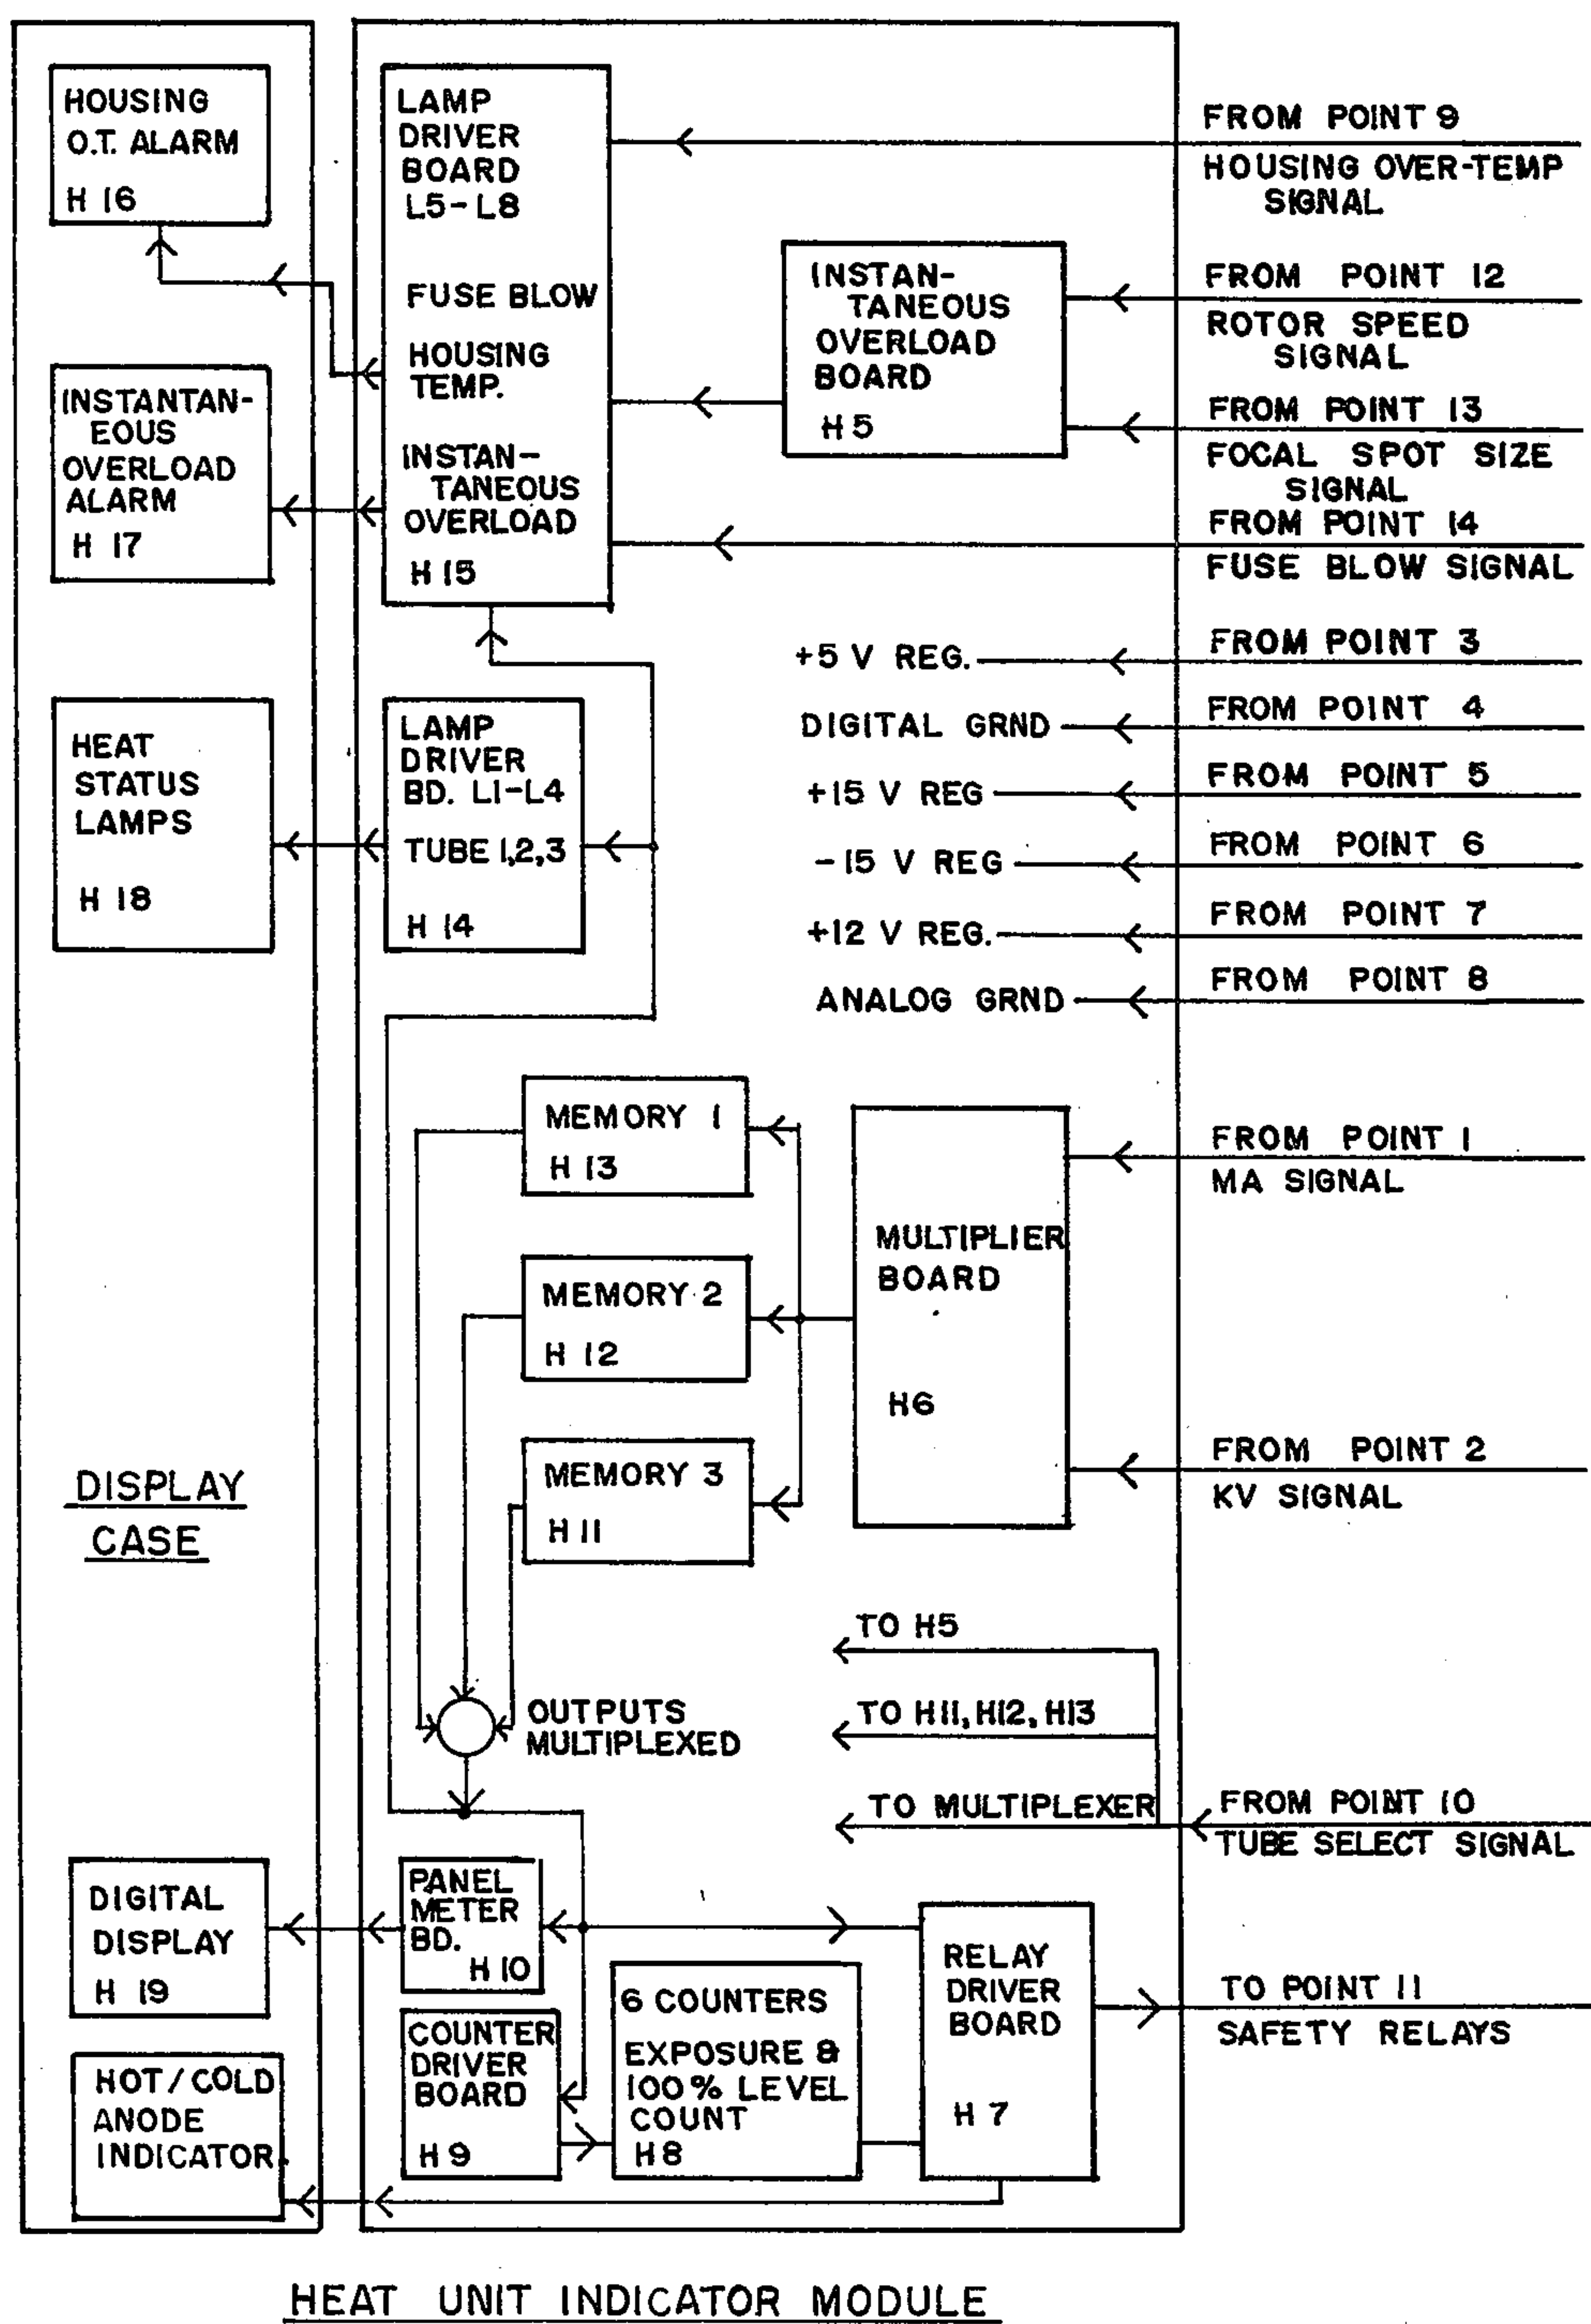 HOUSING
O.T. ALARM
H 16
INSTANTAN-
EOUS
OVERLOAD
ALARM
H 17
HEAT
STATUS
LAMPS
H 18
DISPLAY
CASE
DIGITAL
DISPLAY
H 19
HOT/COLD
ANODE
INDICATOR
LAMP
DRIVER
BOARD
L5-L8
FUSE BLOW
HOUSING
TEMP.
INSTAN-
TANEOUS
OVERLOAD
H 15
INSTAN-
TANEOUS
OVERLOAD
BOARD
H 5
LAMP
DRIVER
BD. L1-L4
TUBE 1,2,3
H 14
+5 V REG.
DIGITAL GRND
+15 V REG
-15 V REG
+12 V REG.
ANALOG GRND
MEMORY 1
H 13
MEMORY 2
H 12
MEMORY 3
H 11
MULTIPLIER
BOARD
H6
TO H5
TO H11, H12, H13
TO MULTIPLEXER
OUTPUTS
MULTIPLEXED
PANEL
METER
BD.
H 10
COUNTER
DRIVER
BOARD
H 9
6 COUNTERS
EXPOSURE &
100% LEVEL
COUNT
H8
RELAY
DRIVER
BOARD
H 7
FROM POINT 9
HOUSING OVER-TEMP
SIGNAL
FROM POINT 12
ROTOR SPEED
SIGNAL
FROM POINT 13
FOCAL SPOT SIZE
SIGNAL
FROM POINT 14
FUSE BLOW SIGNAL
FROM POINT 3
FROM POINT 4
FROM POINT 5
FROM POINT 6
FROM POINT 7
FROM POINT 8
FROM POINT 1
MA SIGNAL
FROM POINT 2
KV SIGNAL
FROM POINT 10
TUBE SELECT SIGNAL
TO POINT 11
SAFETY RELAYS
HEAT UNIT INDICATOR MODULE